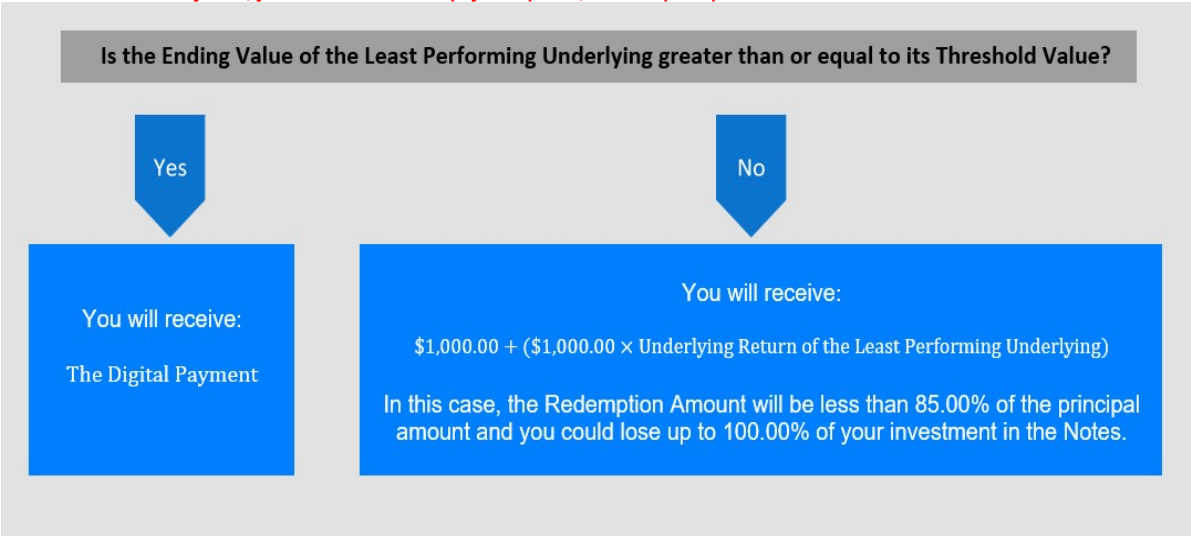 Is the Ending Value of the Least Performing Underlying greater than or equal to its Threshold Value?
Yes
No
You will receive:
The Digital Payment
You will receive:
$1,000.00 + ($1,000.00 × Underlying Return of the Least Performing Underlying)
In this case, the Redemption Amount will be less than 85.00% of the principal
amount and you could lose up to 100.00% of your investment in the Notes.